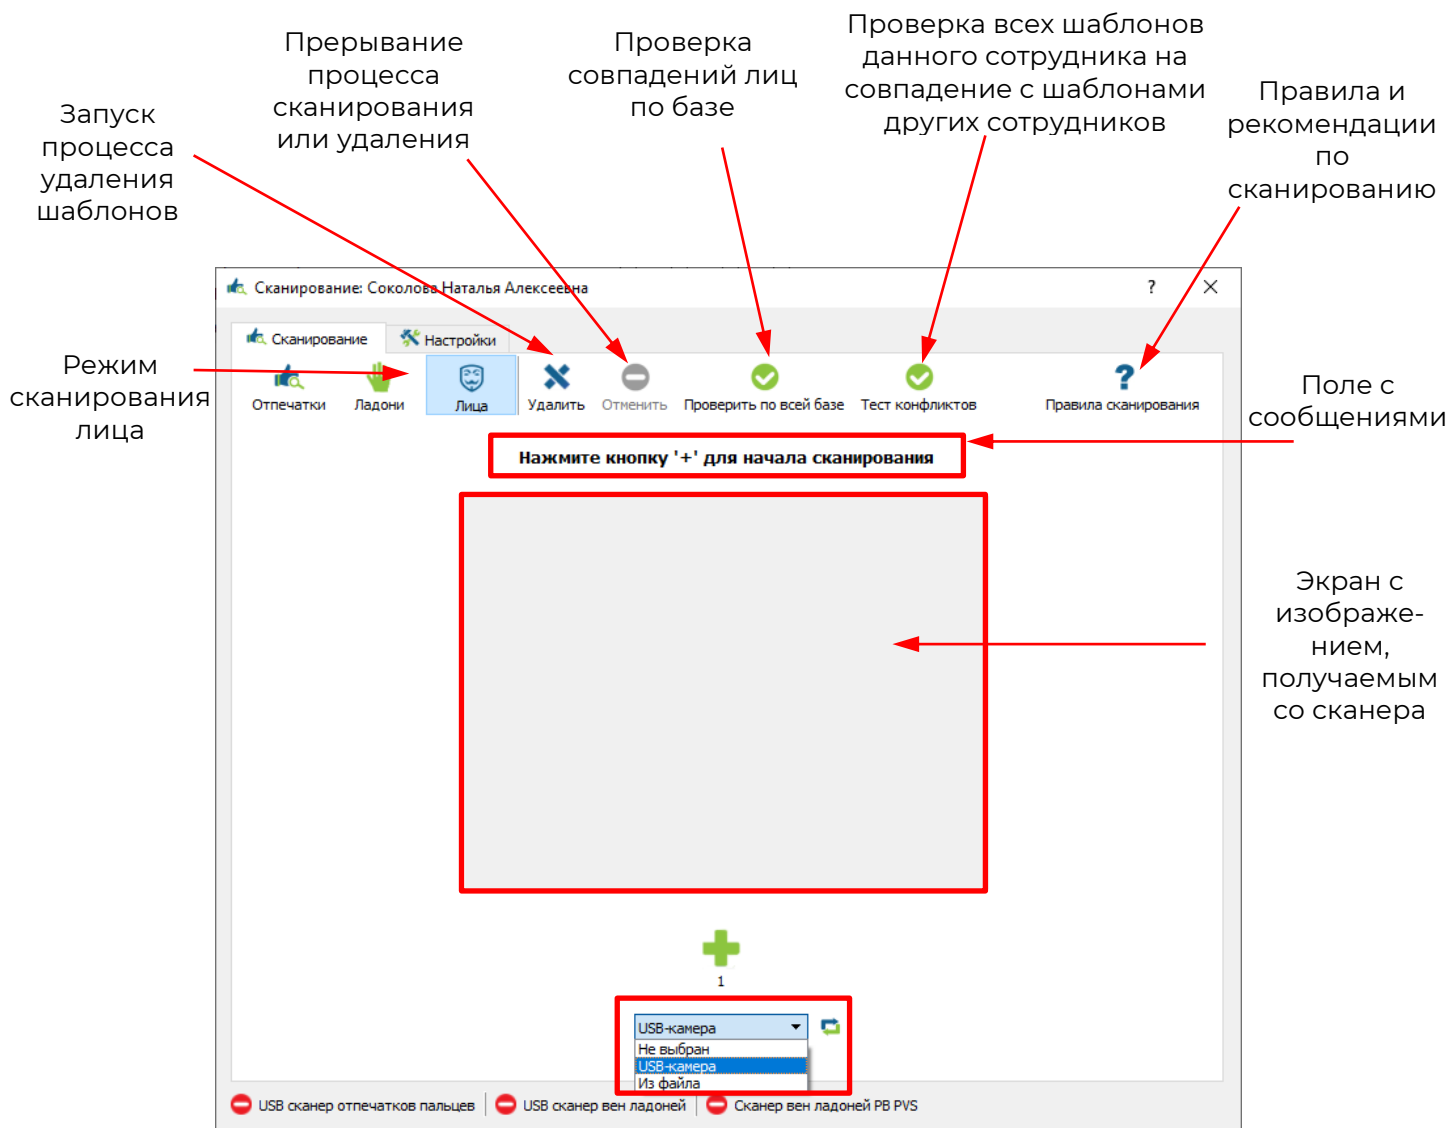 Запуск
процесса
удаления
шаблонов
Прерывание
процесса
сканирования
или удаления
Проверка
совпадений лиц
по базе
Проверка всех шаблонов
данного сотрудника на
совпадение с шаблонами
других сотрудников
Правила и
рекомендации
по
сканированию
Режим
сканирования
лица
Сканирование: Соколова Наталья Алексеевна
?
Сканирование
Настройки
Отпечатки
Ладони
Лица
Удалить
Отменить
Проверить по всей базе
Тест конфликтов
?
Правила сканирования
Поле с
сообщениями
Нажмите кнопку '+' для начала сканирования
Экран с
изображе-
нием,
получаемым
со сканера
1
USB-камера
Не выбран
USB-камера
Из файла
USB сканер отпечатков пальцев
USB сканер вен ладоней
Сканер вен ладоней PB PVS